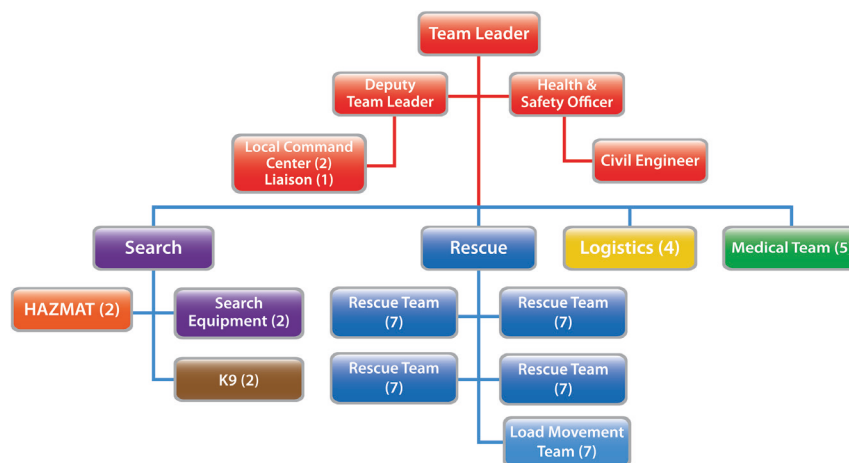 Team Leader
Deputy
Team Leader
Health &
Safety Officer
Local Command
Center (2)
Liaison (1)
Civil Engineer
Search
Rescue
Logistics (4)
Medical Team (5
HAZMAT (2)
Search
Equipment (2)
Rescue Team
(7)
Rescue Team
(7)
K9 (2)
Rescue Team
(7)
Rescue Team
(7)
Load Movement
Team (7)